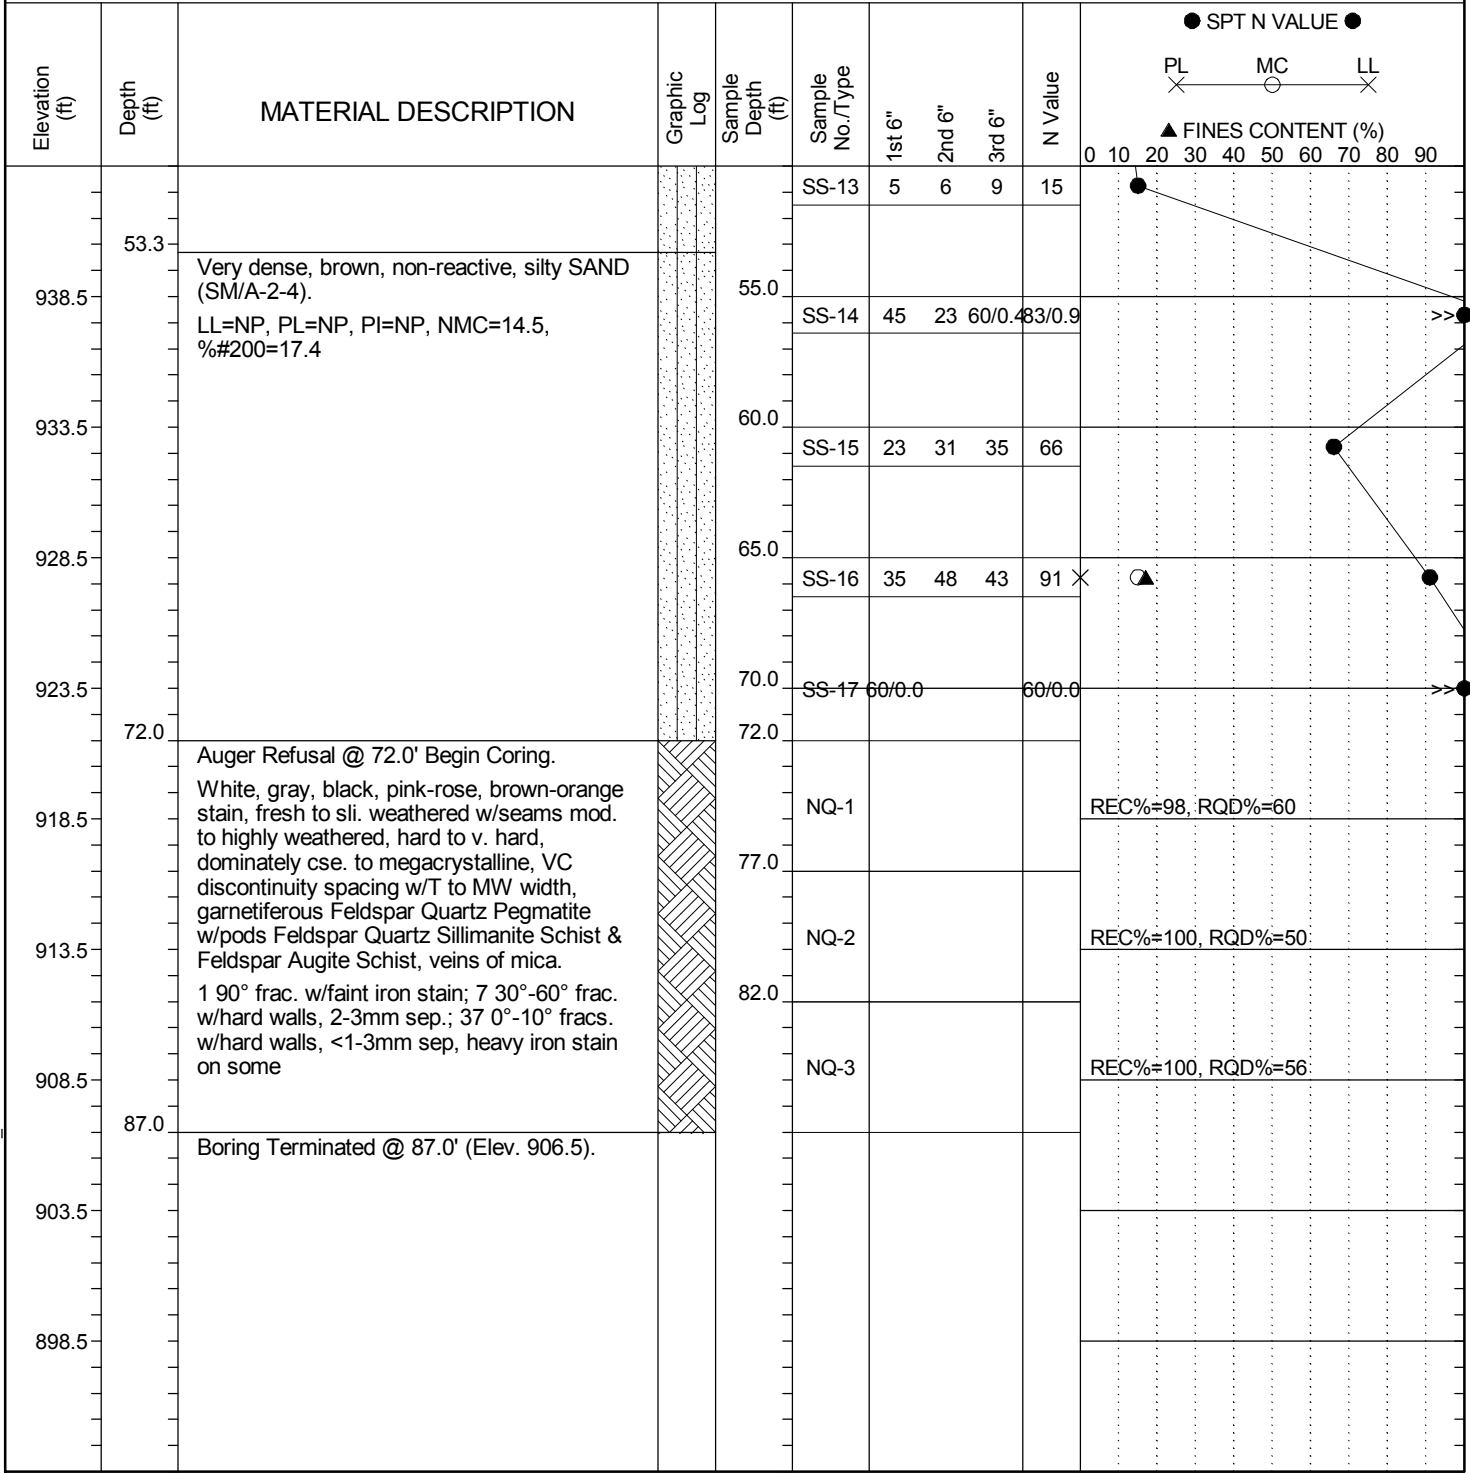 ● SPT N VALUE ●
PL MC LL
▲ FINES CONTENT (%)
0 10 20 30 40 50 60 70 80 90
Elevation (ft)
Depth (ft)
MATERIAL DESCRIPTION
Graphic Log
Sample Depth (ft)
Sample No./Type
1st 6"
2nd 6"
3rd 6"
N Value
SS-13 5 6 9 15
53.3
Very dense, brown, non-reactive, silty SAND
(SM/A-2-4).
LL=NP, PL=NP, PI=NP, NMC=14.5,
%#200=17.4
938.5
55.0
SS-14 45 23 60/0.4 83/0.9 >>
933.5
60.0
SS-15 23 31 35 66
928.5
65.0
SS-16 35 48 43 91
923.5
70.0
SS-17 60/0.0 60/0.0 >>
72.0
72.0
Auger Refusal @ 72.0' Begin Coring.
White, gray, black, pink-rose, brown-orange
stain, fresh to sli. weathered w/seams mod.
to highly weathered, hard to v. hard,
dominately cse. to megacrystalline, VC
discontinuity spacing w/T to MW width,
garnetiferous Feldspar Quartz Pegmatite
w/pods Feldspar Quartz Sillimanite Schist &
Feldspar Augite Schist, veins of mica.
1 90° frac. w/faint iron stain; 7 30°-60° frac.
w/hard walls, 2-3mm sep.; 37 0°-10° fracs.
w/hard walls, <1-3mm sep, heavy iron stain
on some
918.5
NQ-1
REC%=98, RQD%=60
77.0
913.5
NQ-2
REC%=100, RQD%=50
82.0
908.5
NQ-3
REC%=100, RQD%=56
87.0
Boring Terminated @ 87.0' (Elev. 906.5).
903.5
898.5